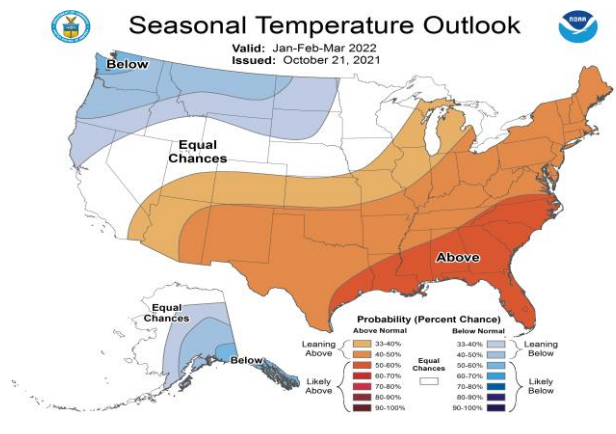 Seasonal Temperature Outlook
Valid: Jan-Feb-Mar 2022
Issued: October 21, 2021
NOAA
Below
Equal
Chances
Above
Equal
Chances
Below
Probability (Percent Chance)
Above Normal
Below Normal
Leaning
Above
33-40%
40-50%
50-60%
60-70%
70-80%
80-90%
90-100%
Likely
Above
Equal
Chances
33-40%
40-50%
50-60%
60-70%
70-80%
80-90%
90-100%
Leaning
Below
Likely
Below